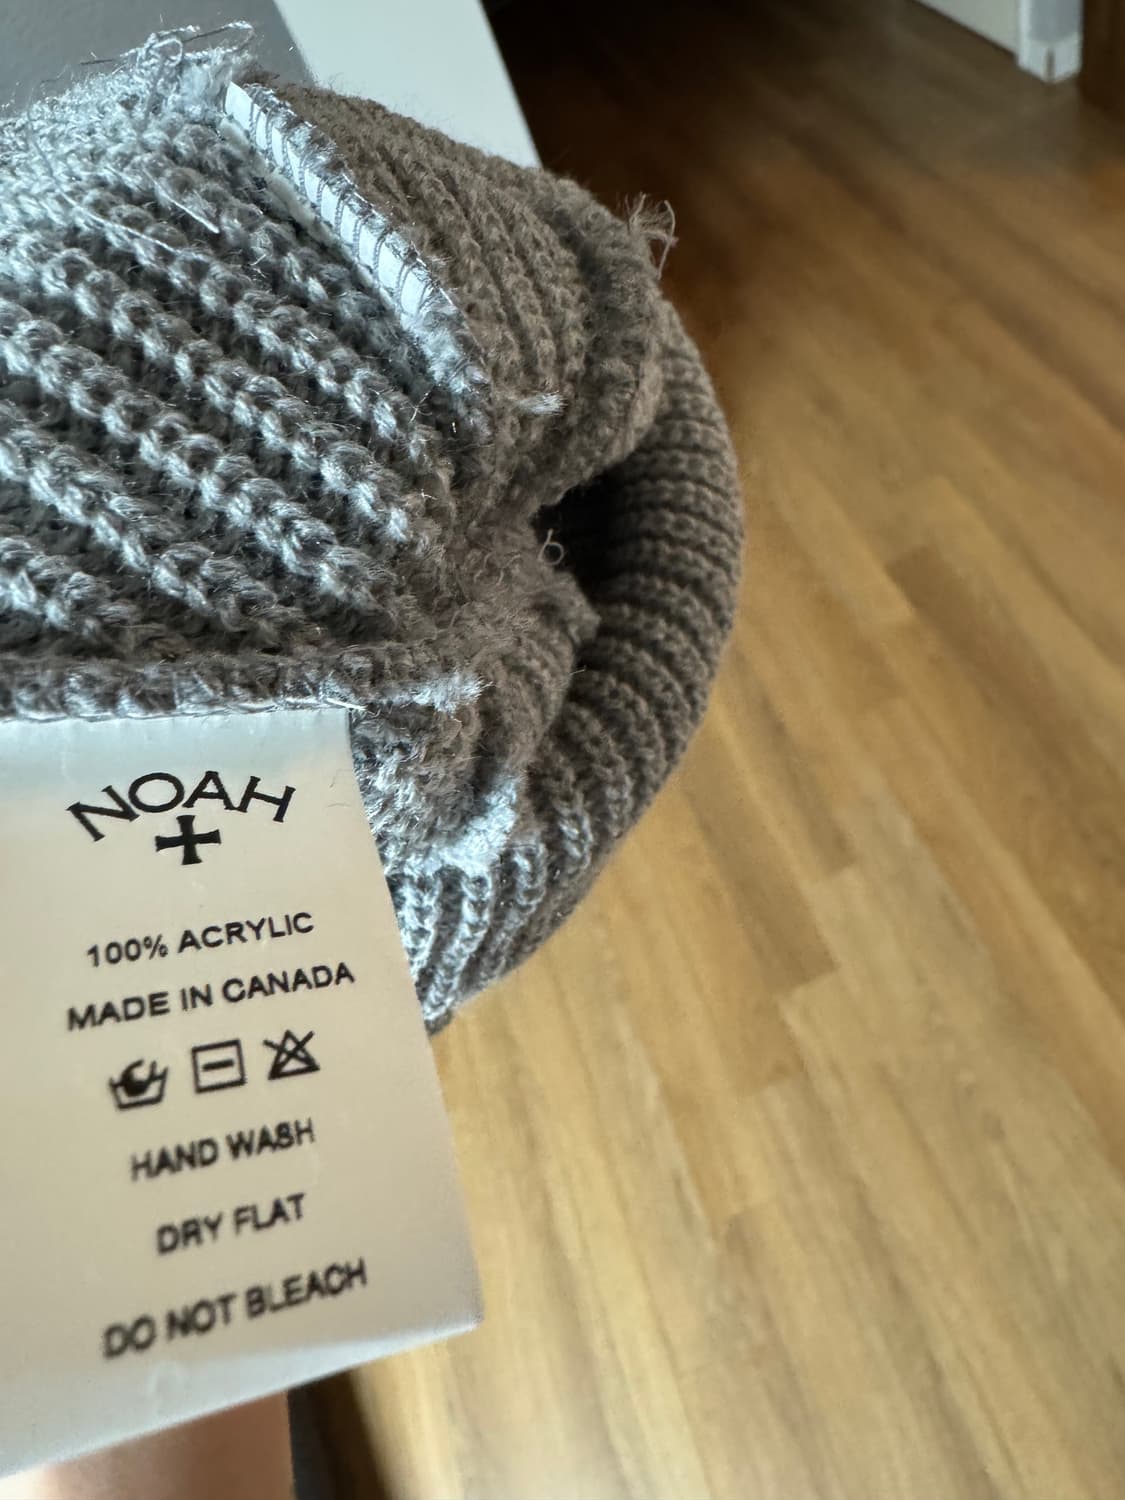 NOAH
100% ACRYLIC
MADE IN CANADA
HAND WASH
DRY FLAT
DO NOT BLEACH